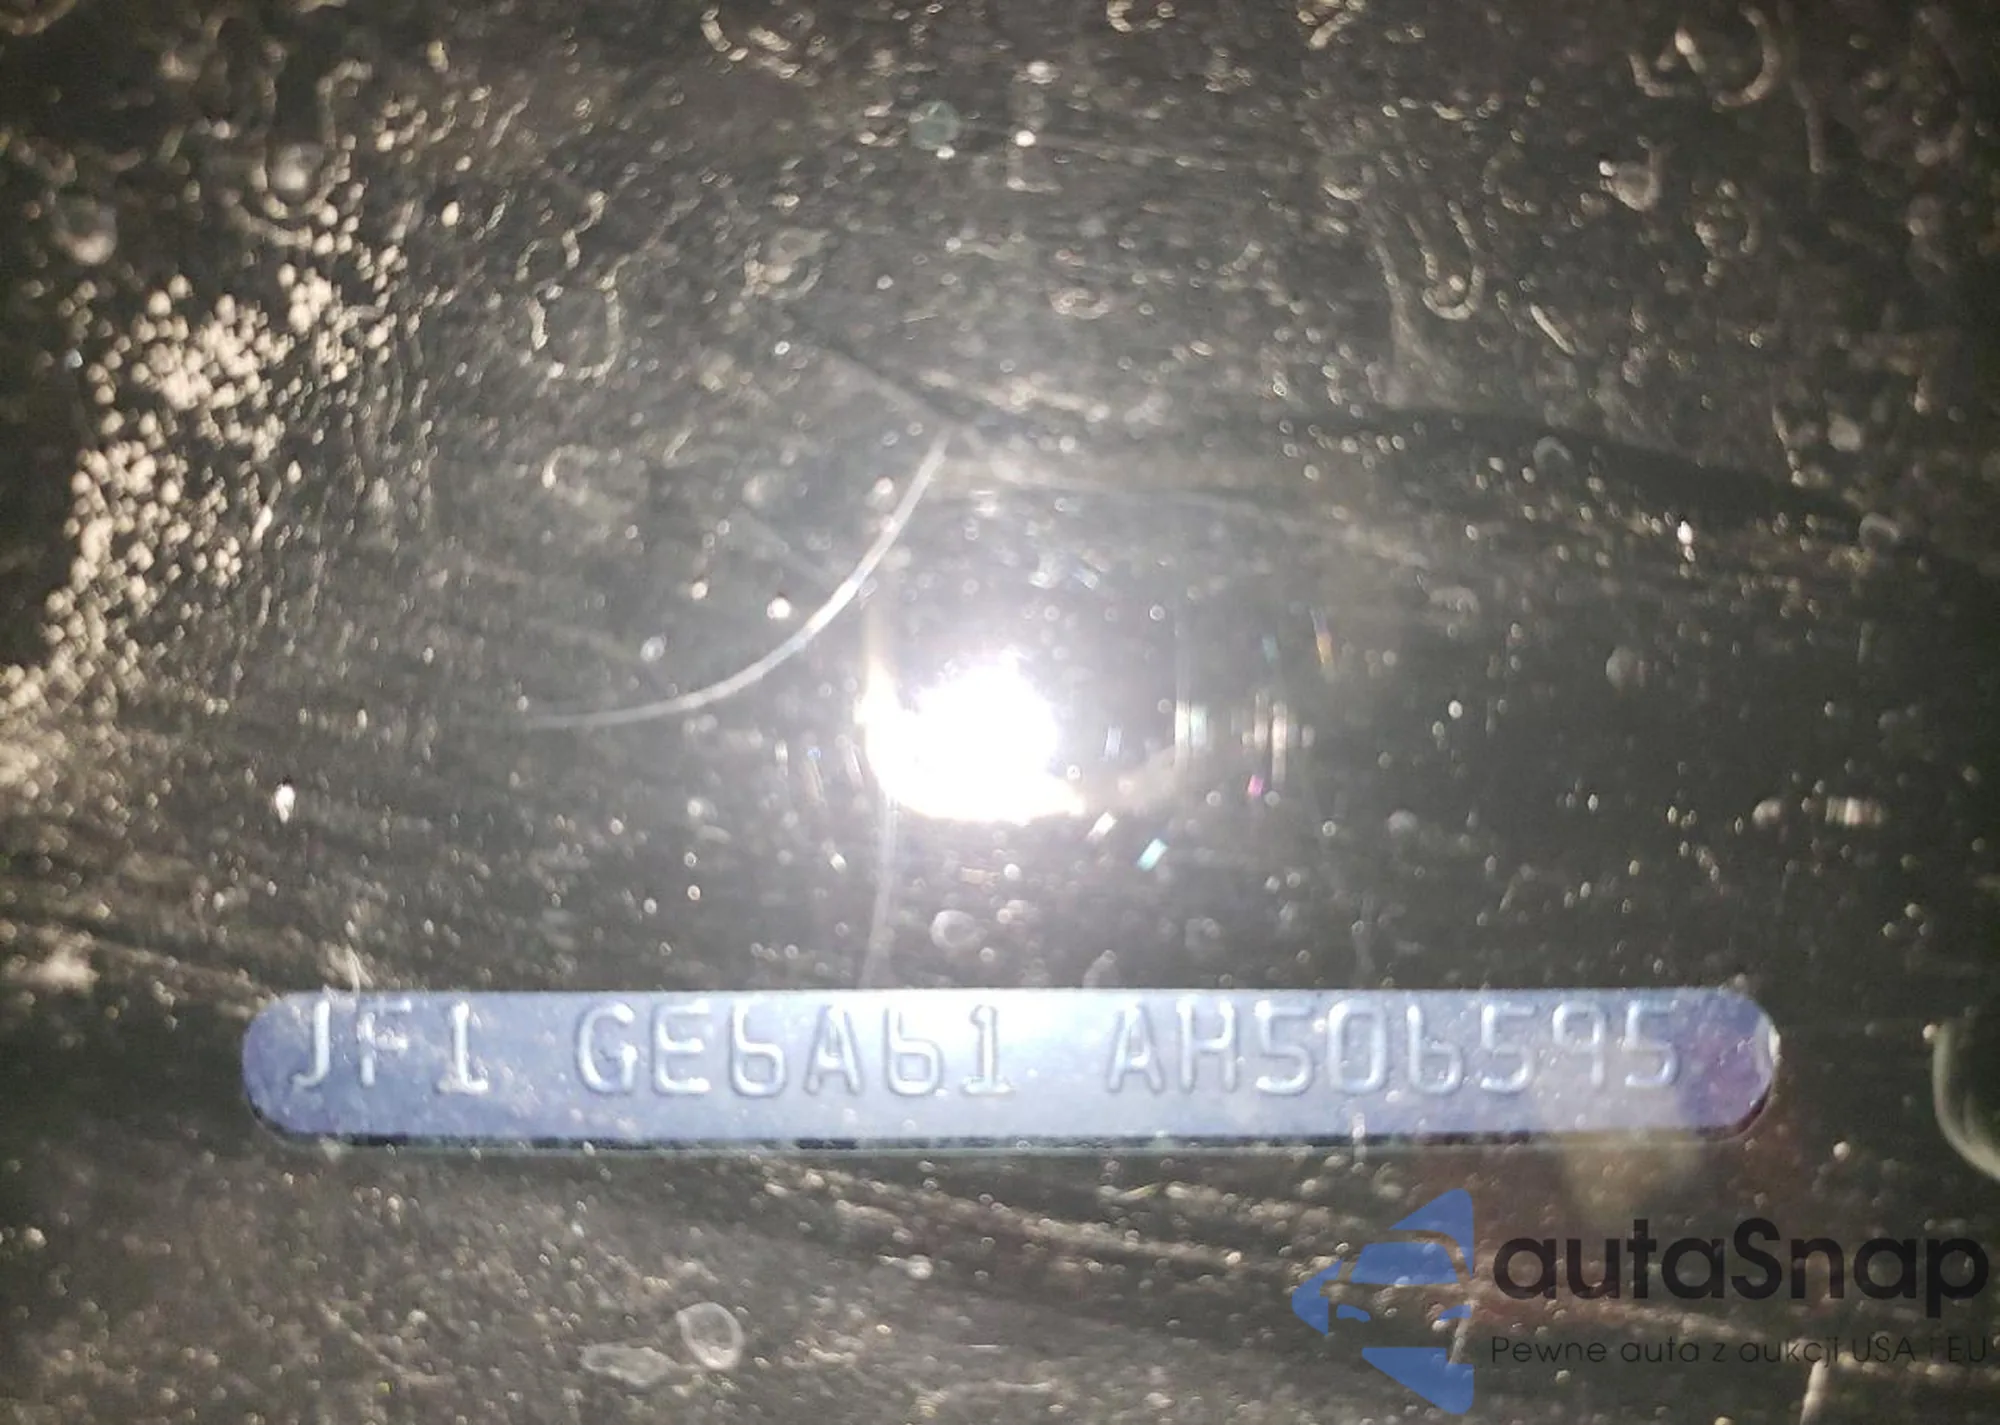 JF1 GE6A61 AH506595
autaSnap
Pewne auta z aukcji USA i EU